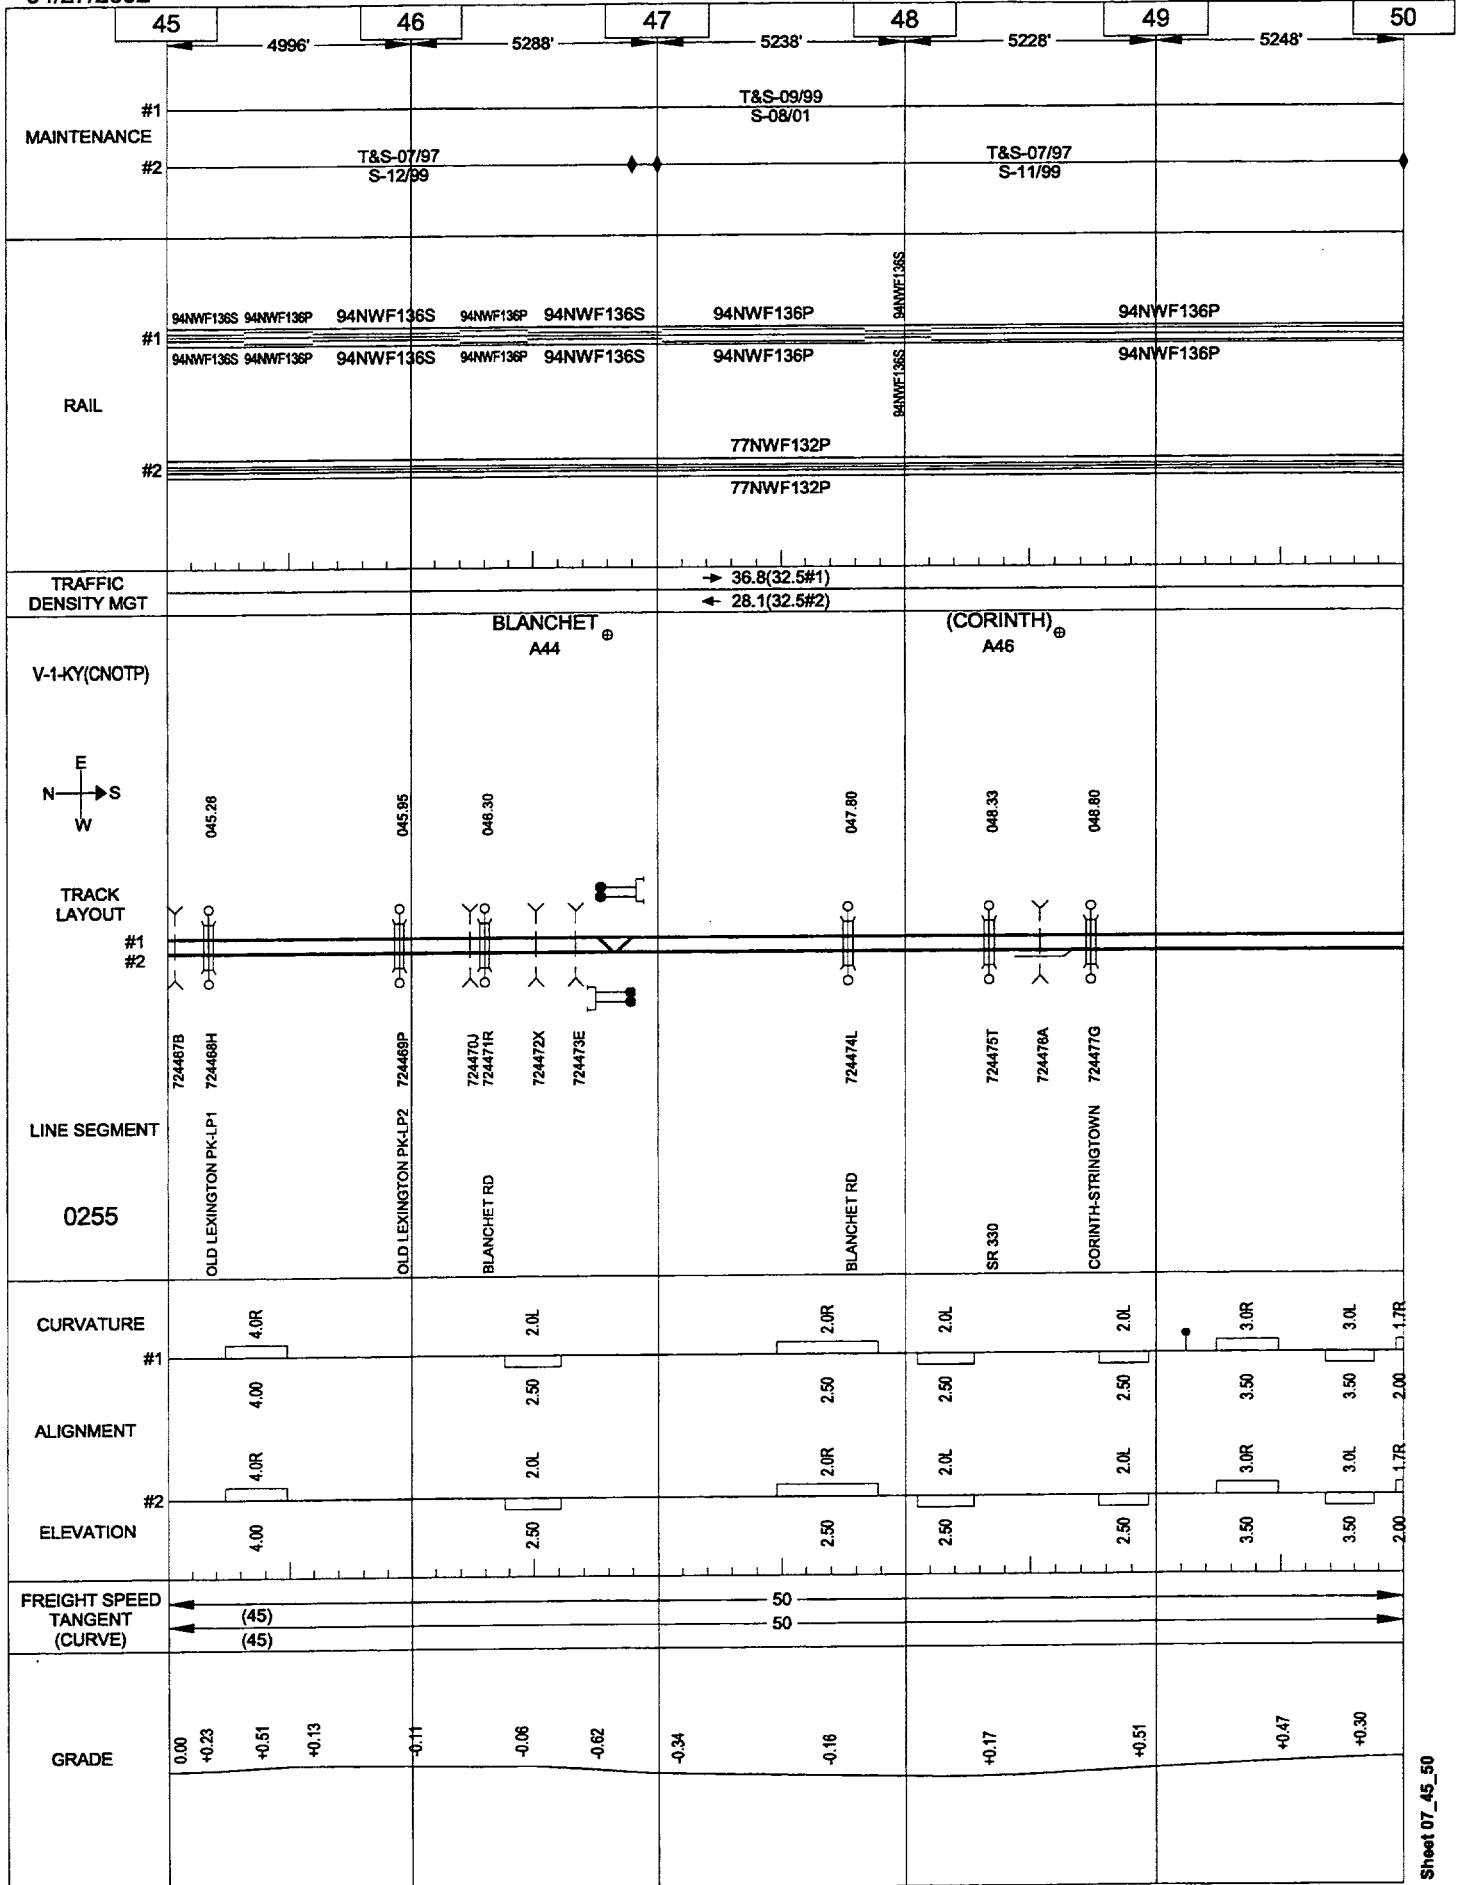 45 46 47 48 49 50
4996' 5288' 5238' 5228' 5248'
MAINTENANCE
#1
T&S-09/99
S-08/01
#2
T&S-07/97
S-12/99
T&S-07/97
S-11/99
RAIL
94NWF136S 94NWF136P 94NWF136S 94NWF136P 94NWF136S 94NWF136P 94NWF136S 94NWF136P
#1
94NWF136S 94NWF136P 94NWF136S 94NWF136P 94NWF136S 94NWF136P 94NWF136S 94NWF136P
77NWF132P
#2
77NWF132P
TRAFFIC
DENSITY MGT
36.8(32.5#1)
28.1(32.5#2)
BLANCHET
A44
(CORINTH)
A46
V-1-KY(CNOTP)
E
N S
W
045.26 045.95 046.30 047.80 048.33 048.80
TRACK
LAYOUT
#1
#2
724467B 724468H 724469P 724470J 724471R 724472X 724473E 724474L 724475T 724476A 724477G
LINE SEGMENT
0255
OLD LEXINGTON PK-LP1
OLD LEXINGTON PK-LP2
BLANCHET RD
BLANCHET RD
SR 330
CORINTH-STRINGTOWN
CURVATURE
4.0R 2.0L 2.0R 2.0L 2.0L 3.0R 3.0L 1.7R
#1
4.00 2.50 2.50 2.50 2.50 3.50 3.50 2.00
ALIGNMENT
4.0R 2.0L 2.0R 2.0L 2.0L 3.0R 3.0L 1.7R
#2
ELEVATION
4.00 2.50 2.50 2.50 2.50 3.50 3.50 2.00
FREIGHT SPEED
TANGENT
(CURVE)
50
(45)
50
(45)
GRADE
0.00 +0.23 +0.51 +0.13 -0.11 -0.06 -0.62 -0.34 -0.16 +0.17 +0.51 +0.47 +0.30
Sheet 07_45_50